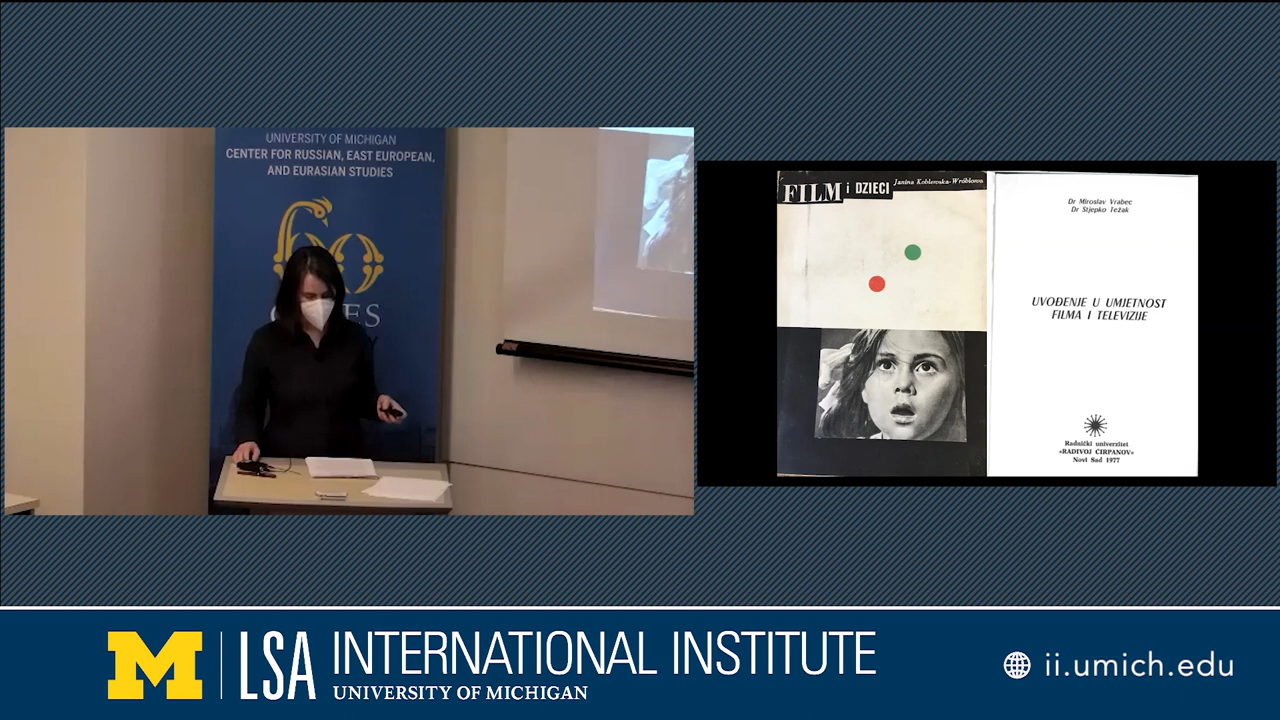 UNIVERSITY OF MICHIGAN
CENTER FOR RUSSIAN, EAST EUROPEAN,
AND EURASIAN STUDIES
60
FILM i DZIECI
Janina Koblewska-Wróblowa
Dr Miroslav Vrabec
Dr Stjepko Težak
UVOĐENJE U UMJETNOST
FILMA I TELEVIZIJE
Radnički univerzitet
»RADIVOJ ĆIRPANOV«
Novi Sad 1977
M LSA INTERNATIONAL INSTITUTE
UNIVERSITY OF MICHIGAN
ii.umich.edu